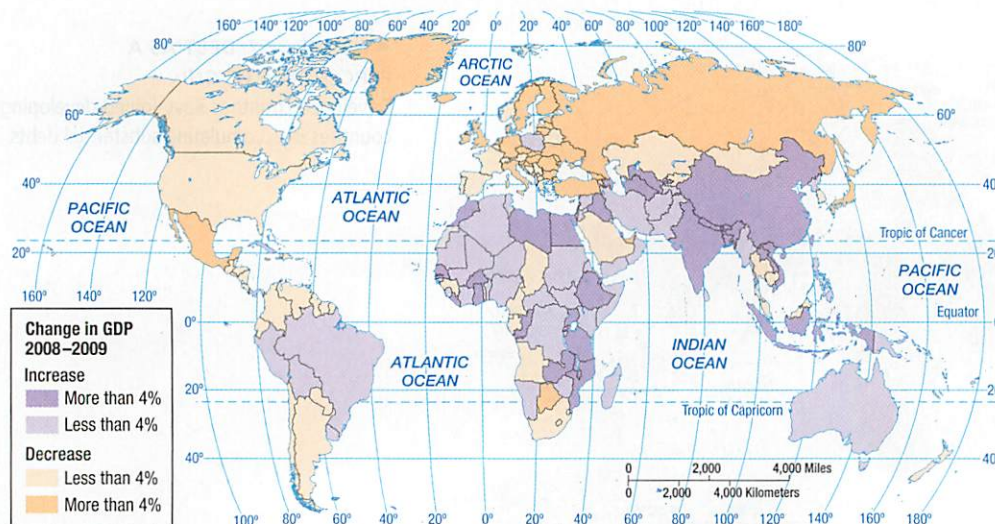 160° 140° 120° 100° 80° 40° 20° 0° 20° 40° 60° 80° 100° 120° 140° 160° 180°
80° 80°
ARCTIC
OCEAN
60° 60°
40° 40°
PACIFIC
OCEAN
ATLANTIC
OCEAN
20° Tropic of Cancer 20°
PACIFIC
OCEAN
160° 140° 120°
Equator
0° 0° 0°
ATLANTIC
OCEAN
INDIAN
OCEAN
20° Tropic of Capricorn 20°
40° 40°
0 2,000 4,000 Miles
0 2,000 4,000 Kilometers
100° 80° 60° 40° 20° 0° 20° 40° 60° 80° 100° 120° 140° 160° 180°
Change in GDP
2008–2009
Increase
More than 4%
Less than 4%
Decrease
Less than 4%
More than 4%